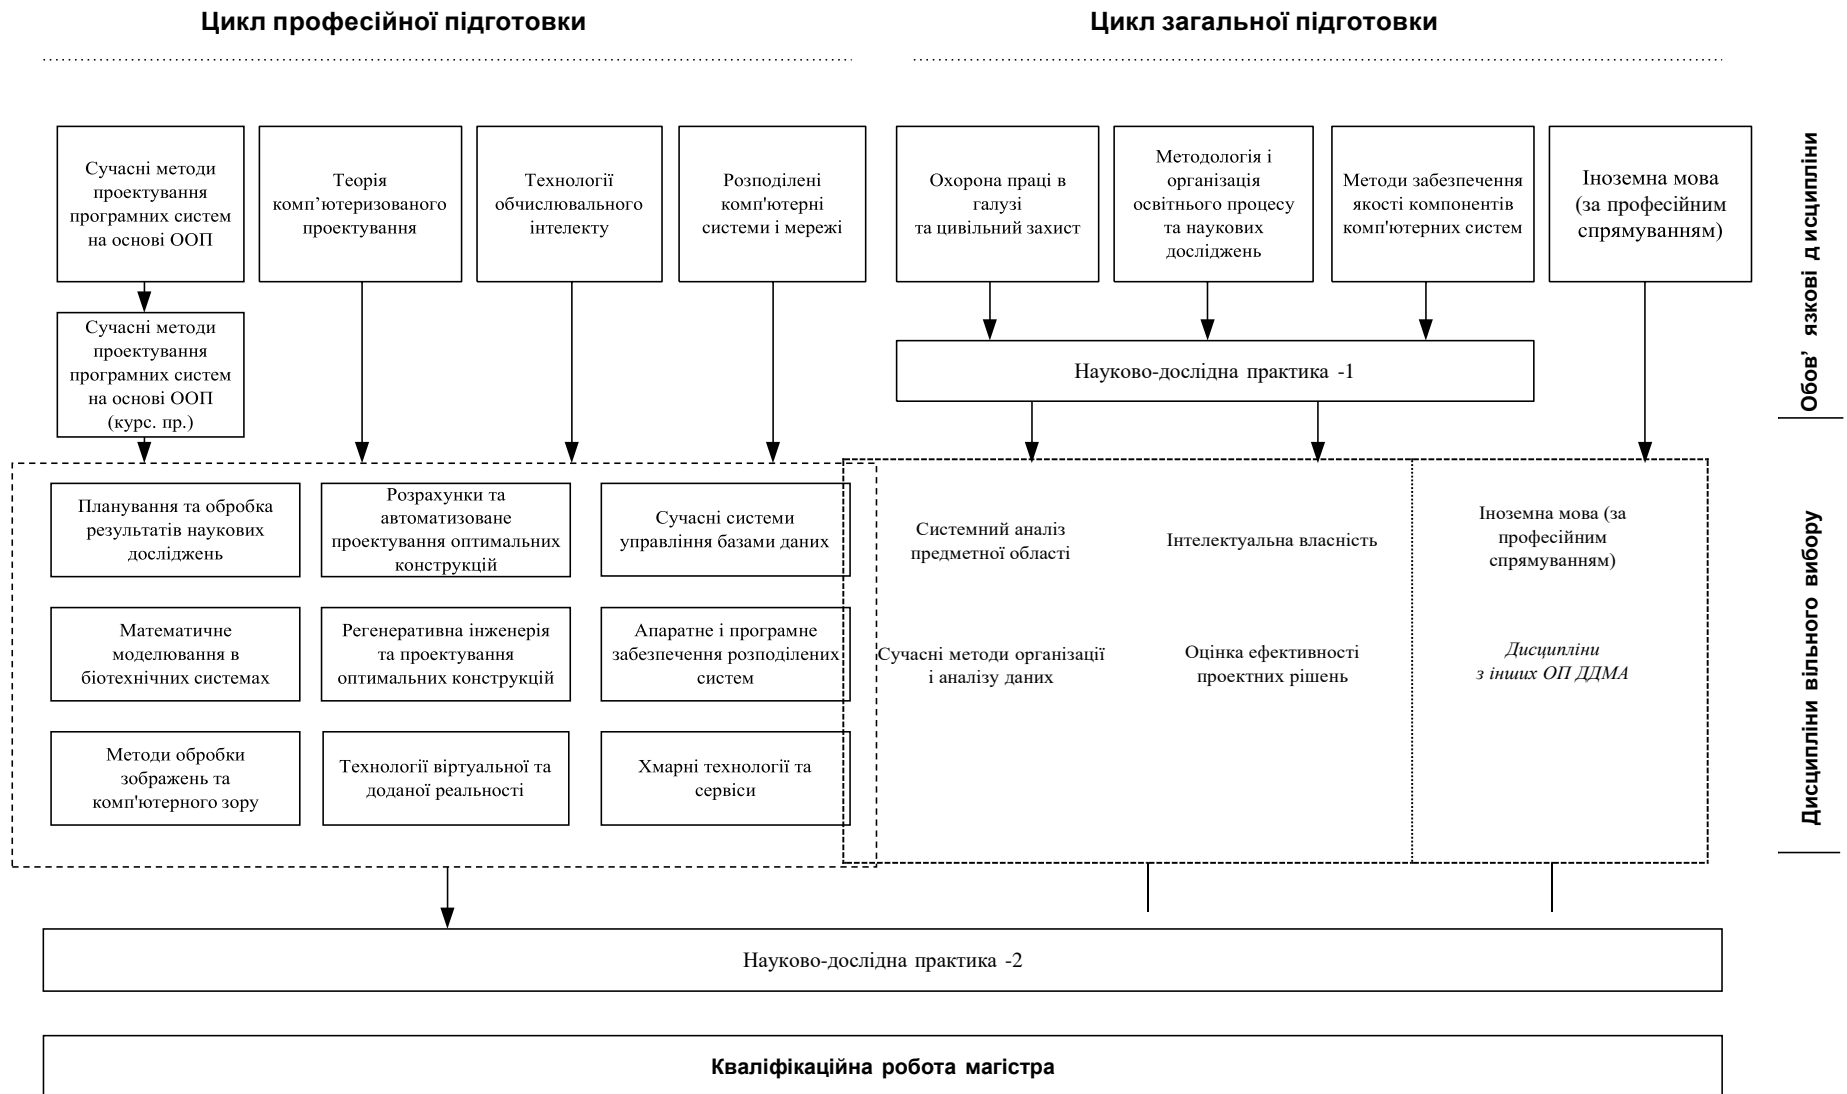 Цикл професійної підготовки
Цикл загальної підготовки
Сучасні методи
проектування
програмних систем
на основі ООП
Теорія
комп’ютеризованого
проектування
Технології
обчислювального
інтелекту
Розподілені
комп'ютерні
системи і мережі
Охорона праці в
галузі
та цивільний захист
Методологія і
організація
освітнього процесу
та наукових
досліджень
Методи забезпечення
якості компонентів
комп'ютерних систем
Іноземна мова
(за професійним
спрямуванням)
Обов’ язкові д исципліни
Сучасні методи
проектування
програмних систем
на основі ООП
(курс. пр.)
Науково-дослідна практика -1
Планування та обробка
результатів наукових
досліджень
Розрахунки та
автоматизоване
проектування оптимальних
конструкцій
Сучасні системи
управління базами даних
Системний аналіз
предметної області
Інтелектуальна власність
Іноземна мова (за
професійним
спрямуванням)
Дисципліни вільного вибору
Математичне
моделювання в
біотехнічних системах
Регенеративна інженерія
та проектування
оптимальних конструкцій
Апаратне і програмне
забезпечення розподілених
систем
Сучасні методи організації
і аналізу даних
Оцінка ефективності
проектних рішень
Дисципліни
з інших ОП ДДМА
Методи обробки
зображень та
комп'ютерного зору
Технології віртуальної та
доданої реальності
Хмарні технології та
сервіси
Науково-дослідна практика -2
Кваліфікаційна робота магістра